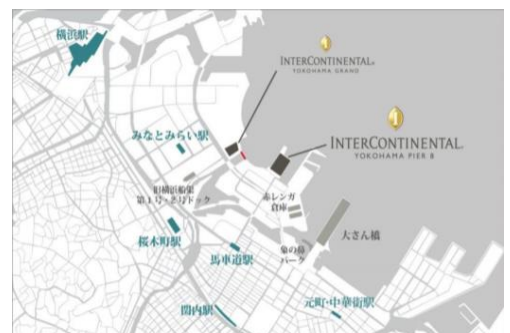 横浜駅
INTERCONTINENTAL®
YOKOHAMA GRAND
みなとみらい駅
INTERCONTINENTAL®
YOKOHAMA PIER 8
旧横浜船渠
第1号・2号ドック
赤レンガ
倉庫
大さん橋
桜木町駅
象の鼻
パーク
馬車道駅
関内駅
元町・中華街駅